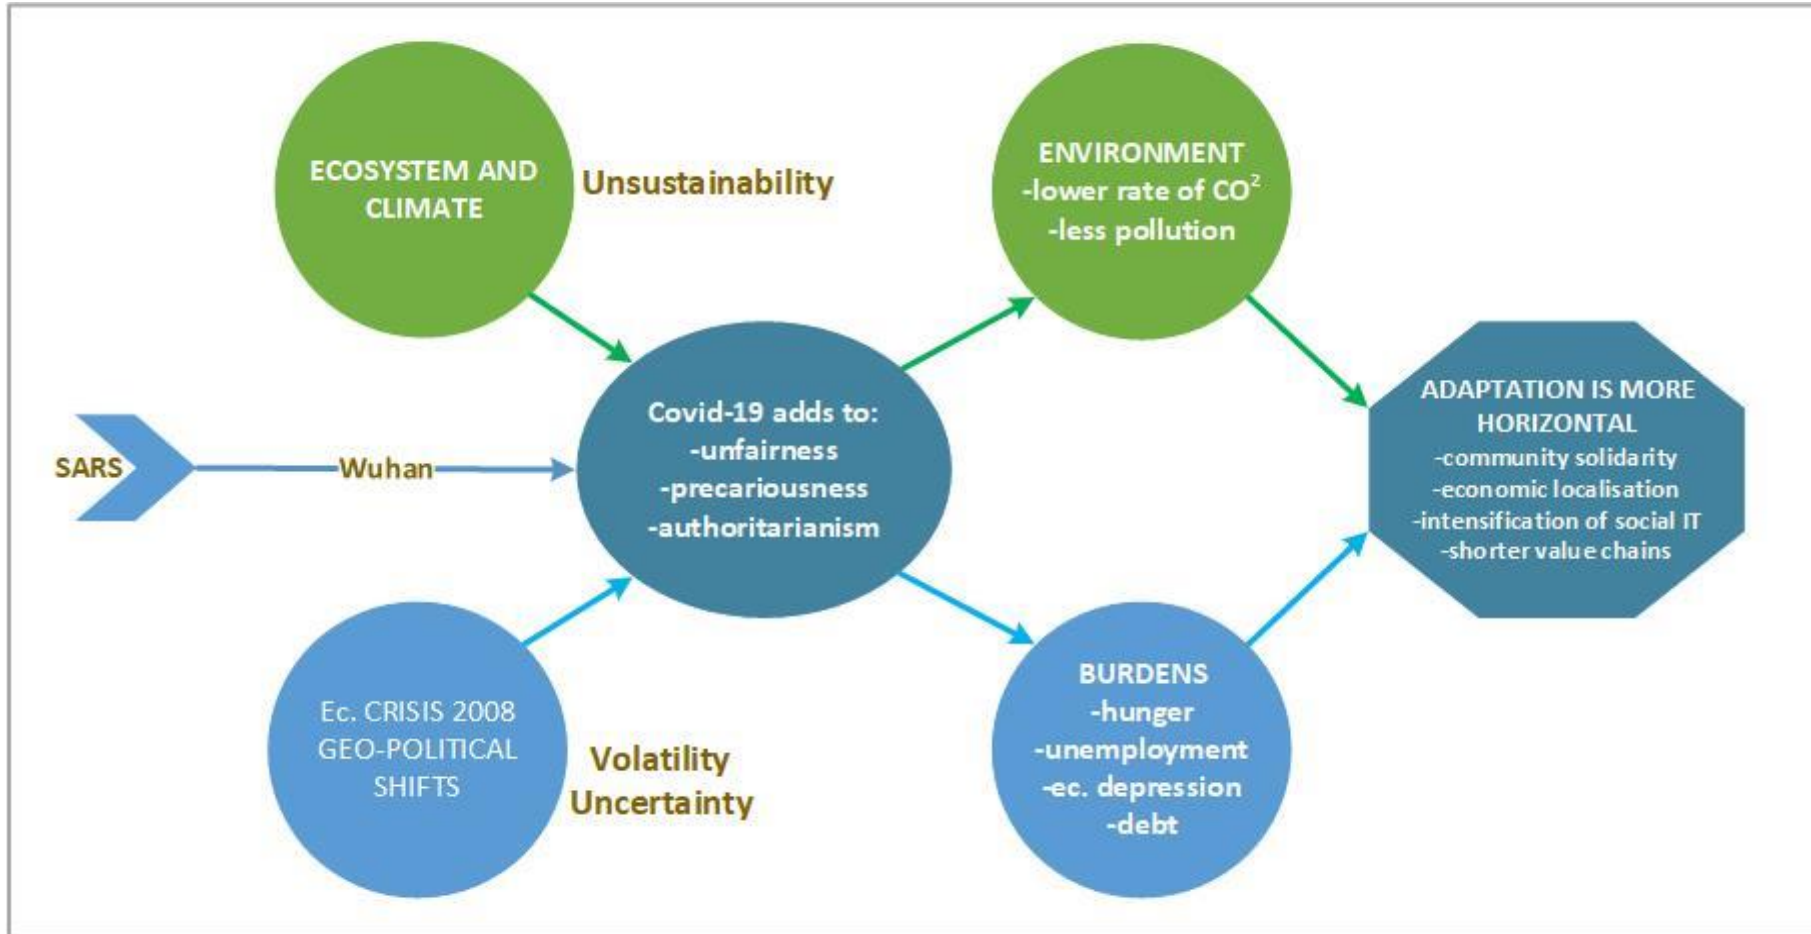 ECOSYSTEM AND
CLIMATE
Unsustainability
ENVIRONMENT
-lower rate of CO²
-less pollution
SARS
Wuhan
Covid-19 adds to:
-unfairness
-precariousness
-authoritarianism
ADAPTATION IS MORE
HORIZONTAL
-community solidarity
-economic localisation
-intensification of social IT
-shorter value chains
Ec. CRISIS 2008
GEO-POLITICAL
SHIFTS
Volatility
Uncertainty
BURDENS
-hunger
-unemployment
-ec. depression
-debt